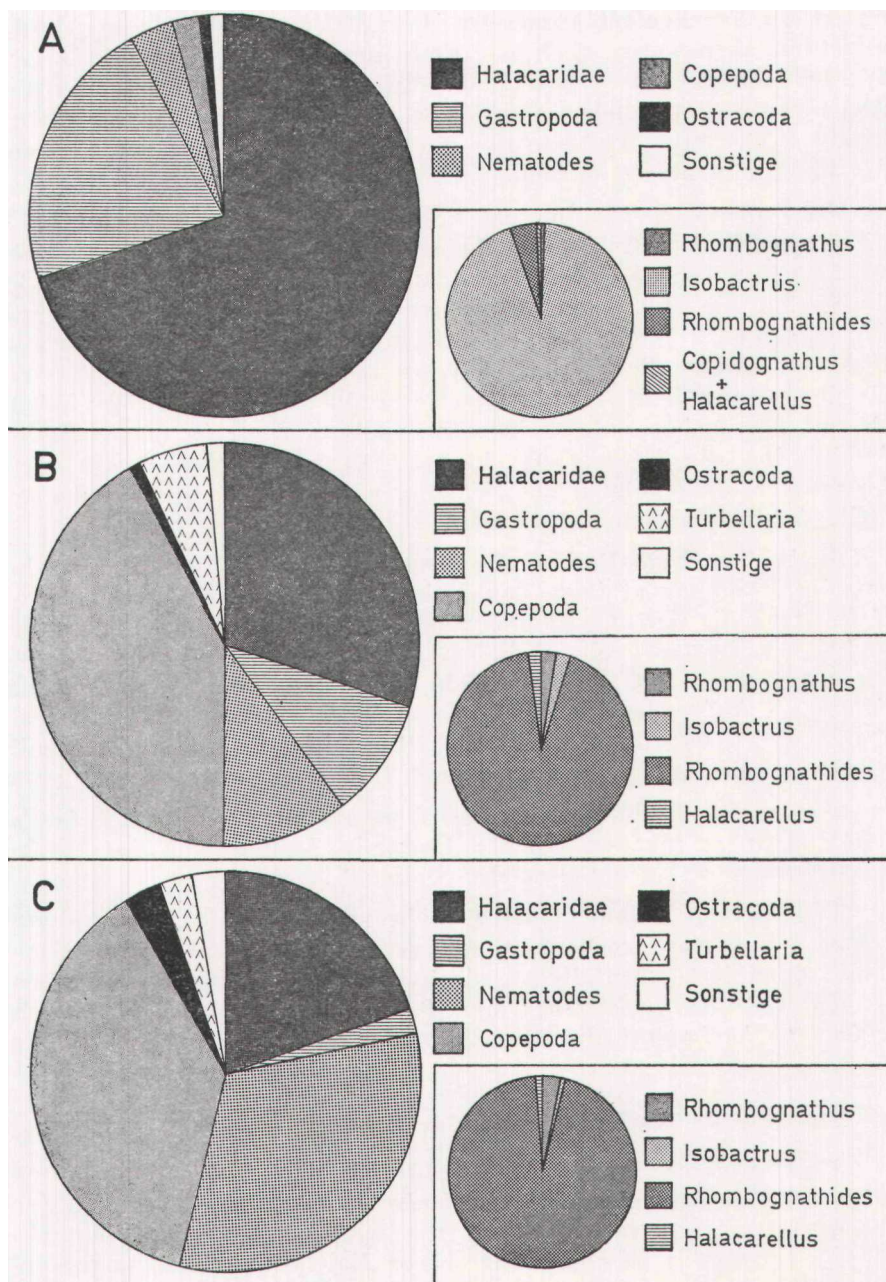 A
Halacaridae
Gastropoda
Nematodes
Copepoda
Ostracoda
Sonstige
Rhombognathus
Isobactrus
Rhombognathides
Copidognathus
+
Halacarellus
B
Halacaridae
Gastropoda
Nematodes
Copepoda
Ostracoda
Turbellaria
Sonstige
Rhombognathus
Isobactrus
Rhombognathides
Halacarellus
C
Halacaridae
Gastropoda
Nematodes
Copepoda
Ostracoda
Turbellaria
Sonstige
Rhombognathus
Isobactrus
Rhombognathides
Halacarellus